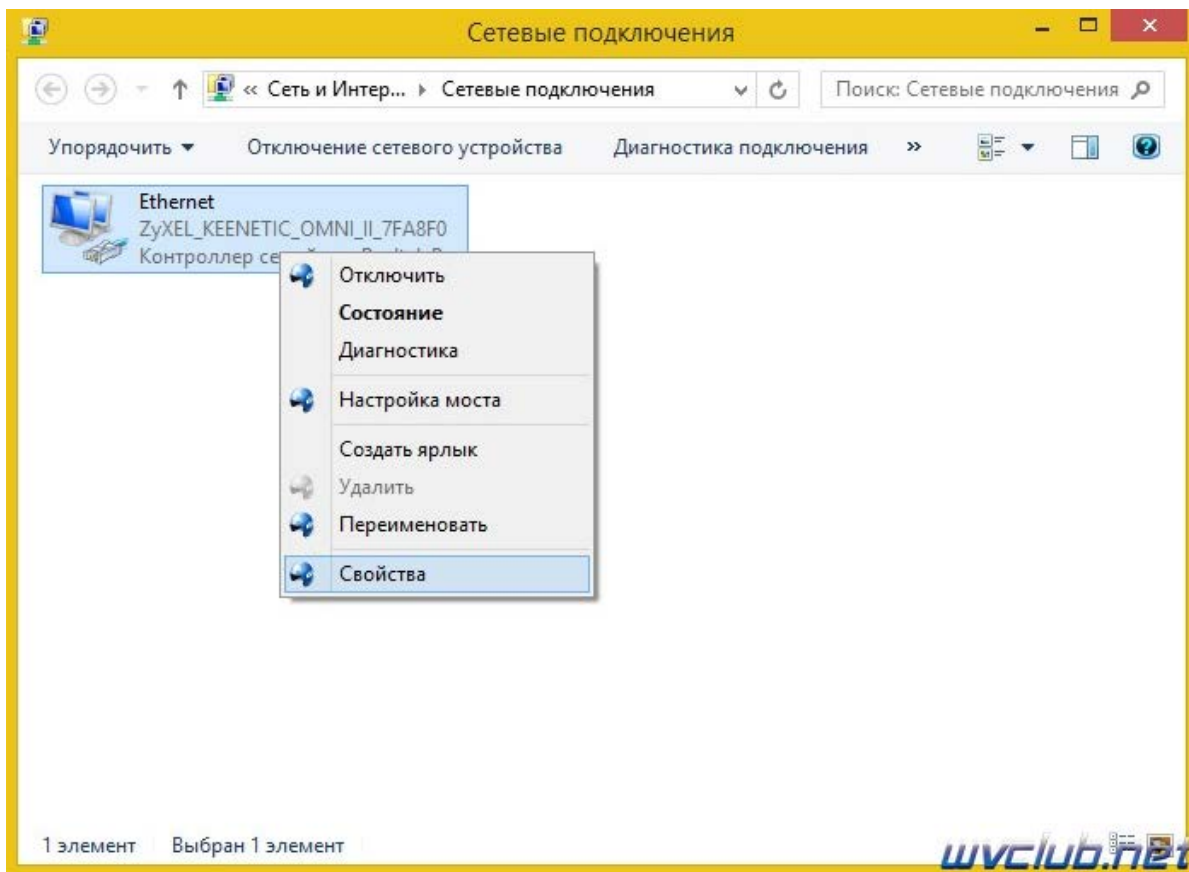 Сетевые подключения
« Сеть и Интер... Сетевые подключения Поиск: Сетевые подключения
Упорядочить Отключение сетевого устройства Диагностика подключения »
Ethernet
ZyXEL_KEENETIC_OMNI_II_7FA8F0
Контроллер
Отключить
Состояние
Диагностика
Настройка моста
Создать ярлык
Удалить
Переименовать
Свойства
1 элемент Выбран 1 элемент
wvclub.net